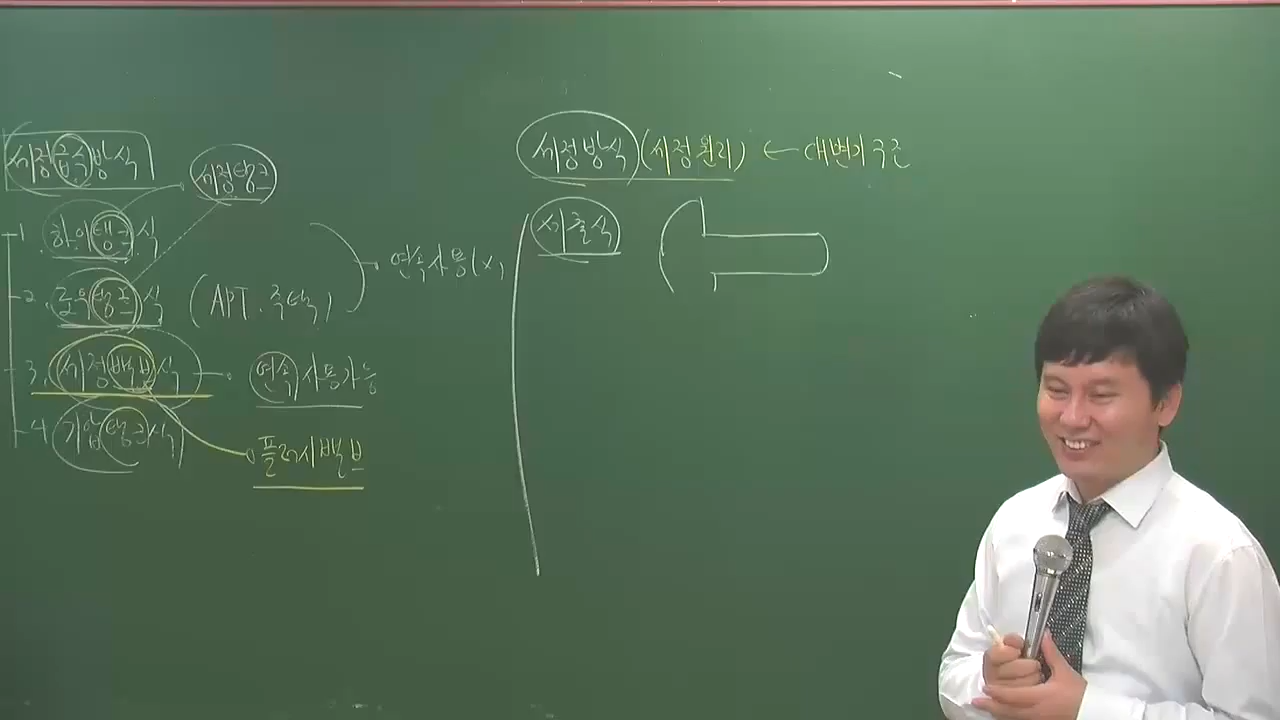 세정급식방식
세정탱크
1. 하이탱크식
2. 로우탱크식 (APT. 주택)
연속사용(x)
3. 세정밸브식
연속 사용가능
4. 기압탱크식
플러시밸브
세정방식 (세정원리) ← 대변기구조
세출식